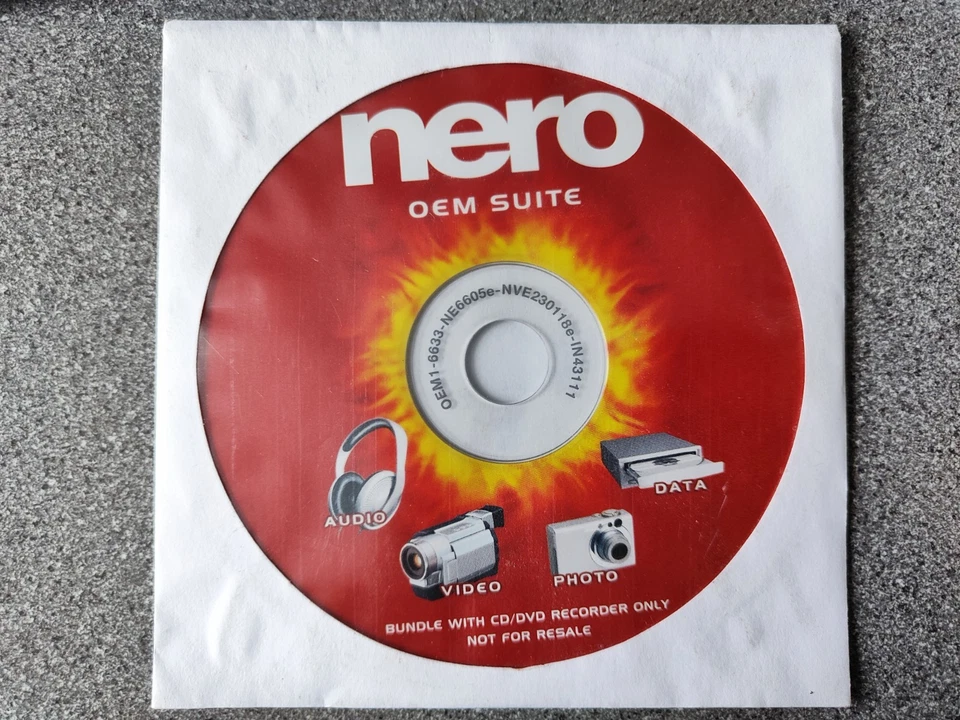 nero
OEM SUITE
OEM1-6633-NE6605e-NVE230118e-IN43111
AUDIO
DATA
VIDEO
PHOTO
BUNDLE WITH CD/DVD RECORDER ONLY
NOT FOR RESALE